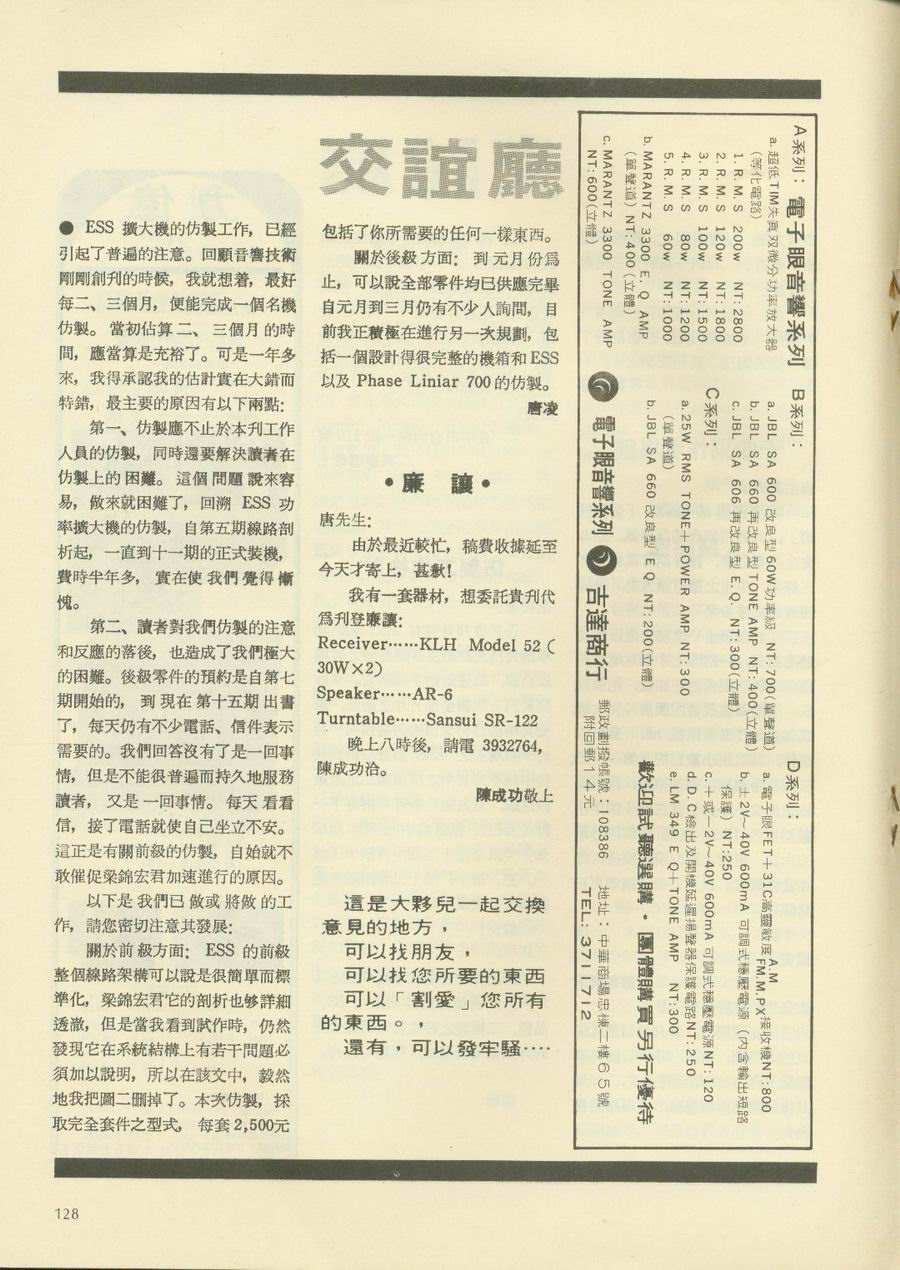 交誼廳
● ESS 擴大機的仿製工作，已經
引起了普遍的注意。回顧音響技術
剛剛創刊的時候，我就想着，最好
每二、三個月，便能完成一個名機
仿製。當初估算二、三個月的時
間，應當算是充裕了。可是一年多
來，我得承認我的估計實在大錯而
特錯，最主要的原因有以下兩點：
第一、仿製應不止於本刋工作
人員的仿製，同時還要解決讀者在
仿製上的困難。這個問題說來容
易，做來就困難了，回溯 ESS 功
率擴大機的仿製，自第五期線路剖
析起，一直到十一期的正式裝機，
費時半年多，實在使我們覺得慚
愧。
第二、讀者對我們仿製的注意
和反應的落後，也造成了我們極大
的困難。後級零件的預約是自第七
期開始的，到現在第十五期出書
了，每天仍有不少電話、信件表示
需要的。我們回答沒有了是一回事
情，但是不能很普遍而持久地服務
讀者，又是一回事情。每天看看
信，接了電話就使自己坐立不安。
這正是有關前級的仿製，自始就不
敢催促梁錦宏君加速進行的原因。
以下是我們已做或將做的工
作，請您密切注意其發展：
關於前級方面：ESS 的前級
整個線路架構可以說是很簡單而標
準化，梁錦宏君它的剖析也够詳細
透澈，但是當我看到試作時，仍然
發現它在系統結構上有若干問題必
須加以說明，所以在該文中，毅然
地我把圖二刪掉了。本次仿製，採
取完全套件之型式，每套2,500元
包括了你所需要的任何一樣東西。
關於後級方面：到元月份爲
止，可以說全部零件均已供應完畢
自元月到三月仍有不少人詢問，目
前我正積極在進行另一次規劃，包
括一個設計得很完整的機箱和ESS
以及 Phase Liniar 700的仿製。
唐凌
•廉 讓•
唐先生：
由於最近較忙，稿費收據延至
今天才寄上，甚歉！
我有一套器材，想委託貴刋代
爲刋登廉讓：
Receiver……KLH Model 52 (
30W×2)
Speaker……AR-6
Turntable……Sansui SR-122
晚上八時後，請電 3932764,
陳成功洽。
陳成功敬上
這是大夥兒一起交換
意見的地方，
可以找朋友，
可以找您所要的東西
可以「割愛」您所有
的東西。，
還有，可以發牢騷‥‥
電子眼音響系列
A系列：
a. 超低TIM失真双微分功率放大器
(等化電路)
1. R. M. S 200w NT: 2800
2. R. M. S 120w NT: 1800
3. R. M. S 100w NT: 1500
4. R. M. S 80w NT: 1200
5. R. M. S 60w NT: 1000
b. MARANTZ 3300 E. Q AMP
(單聲道) NT: 400(立體)
c. MARANTZ 3300 TONE AMP
NT: 600(立體)
B系列：
a. JBL SA 600 改良型60W功率級 NT: 700(單聲道)
b. JBL SA 660 再改良型TONE AMP NT: 400(立體)
c. JBL SA 606 再改良型 E. Q. NT: 300(立體)
C系列：
a. 25W RMS TONE＋POWER AMP NT: 300
(單聲道)
b. JBL SA 660 改良型 E Q NT: 200(立體)
D系列：
a. 電子眼FET＋31C高靈敏度A.M FM.M.PX接收機NT: 800
b. ±2V～40V 600mA 可調式穩壓電源 (內含輸出短路
保護) NT: 250
c. ＋或－2V～40V 600mA 可調式穩壓電源NT: 120
d. D. C檢出及開機延遲揚聲器保護電路NT: 250
e. LM 349 E Q＋TONE AMP NT: 300
電子眼音響系列 吉達商行
歡迎試聽選購・團體購買另行優待
郵政劃撥帳號：108386
附回郵14元
地址：中華商場忠棟二樓65號
TEL: 3711712
128